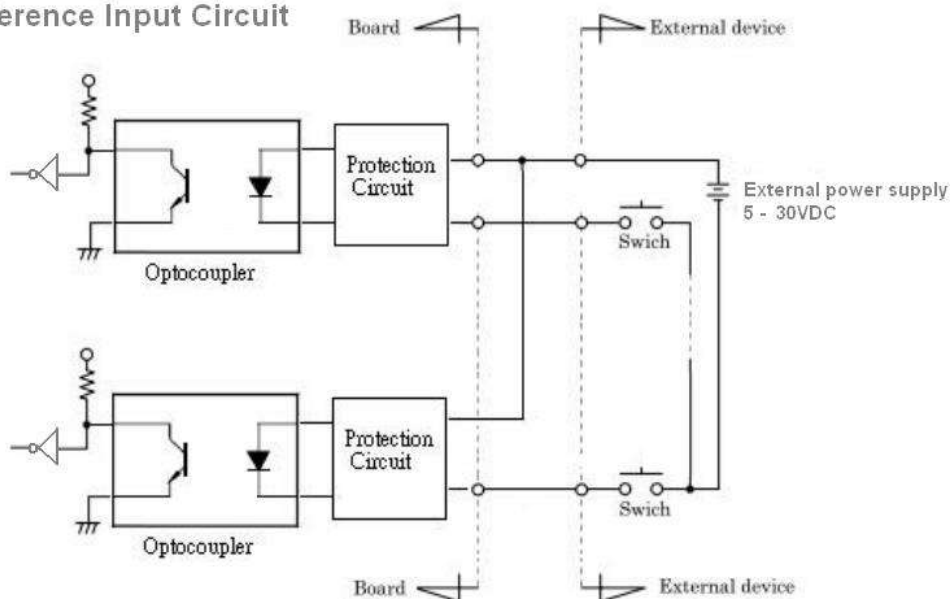 erence Input Circuit
Board
External device
Protection
Circuit
External power supply
5 - 30VDC
Swich
Optocoupler
Protection
Circuit
Swich
Optocoupler
Board
External device